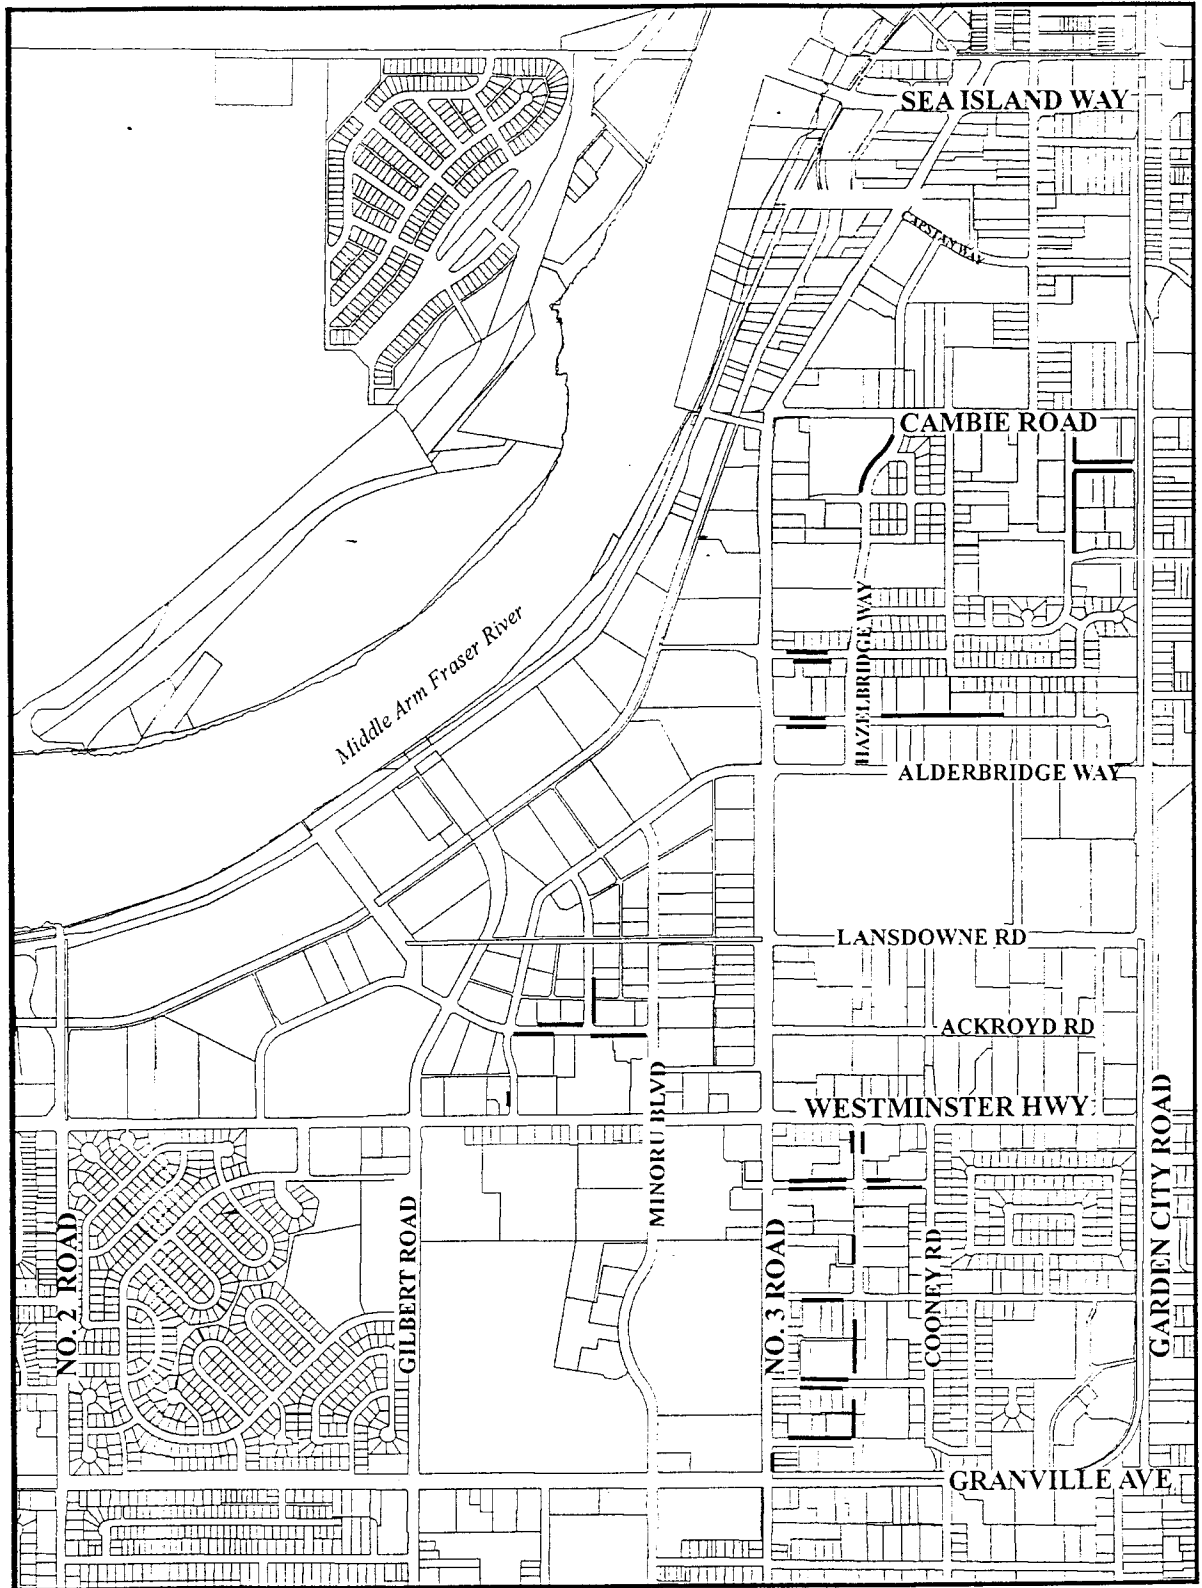 SEA ISLAND WAY
CAPSTAN WAY
CAMBIE ROAD
HAZELBRIDGE WAY
Middle Arm Fraser River
ALDERBRIDGE WAY
LANSDOWNE RD
ACKROYD RD
WESTMINSTER HWY
MINORU BLVD
NO. 2 ROAD
GILBERT ROAD
NO. 3 ROAD
COONEY RD
GARDEN CITY ROAD
GRANVILLE AVE